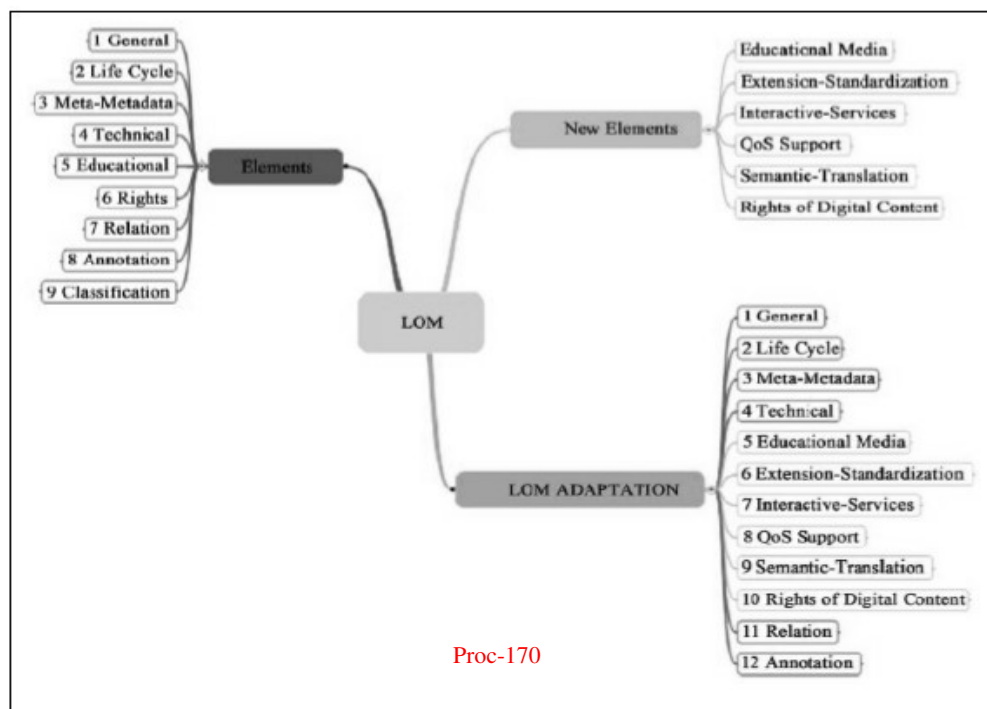 1 General
2 Life Cycle
3 Meta-Metadata
4 Technical
5 Educational
6 Rights
7 Relation
8 Annotation
9 Classification
Elements
LOM
New Elements
Educational Media
Extension-Standardization
Interactive-Services
QoS Support
Semantic-Translation
Rights of Digital Content
LOM ADAPTATION
1 General
2 Life Cycle
3 Meta-Metadata
4 Technical
5 Educational Media
6 Extension-Standardization
7 Interactive-Services
8 QoS Support
9 Semantic-Translation
10 Rights of Digital Content
11 Relation
12 Annotation
Proc-170